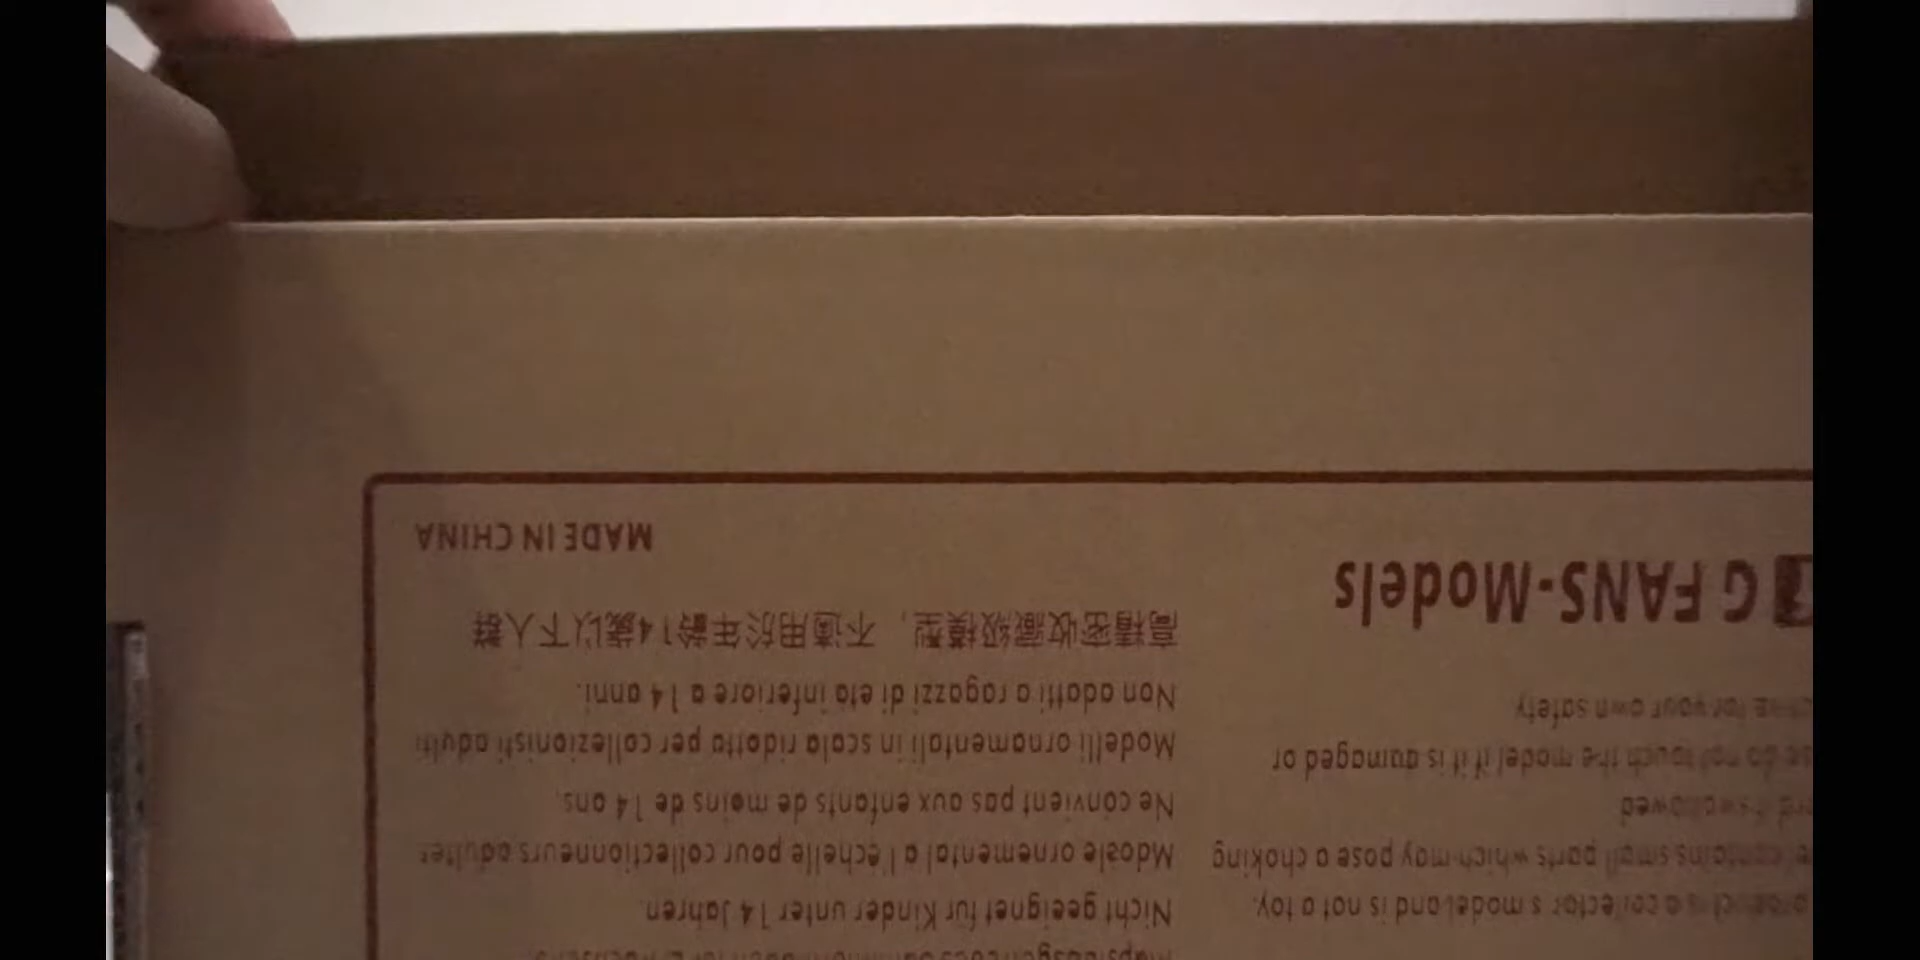 is a collector s model and is not a toy.
contains small parts which may pose a choking
if swallowed
do not touch the model if it is damaged or
for your own safety
G FANS-Models
Nicht geeignet für Kinder unter 14 Jahren.
Mdosle ornemental a l'échelle pour collectionneurs adultes
Ne convient pas aux enfants de moins de 14 ans.
Modelli ornamentali in scala ridotta per collezionisti adulti
Non adatti a ragazzi di eta inferiore a 14 anni.
高精密收藏級模型，不適用於年齡14歲以下人群
MADE IN CHINA